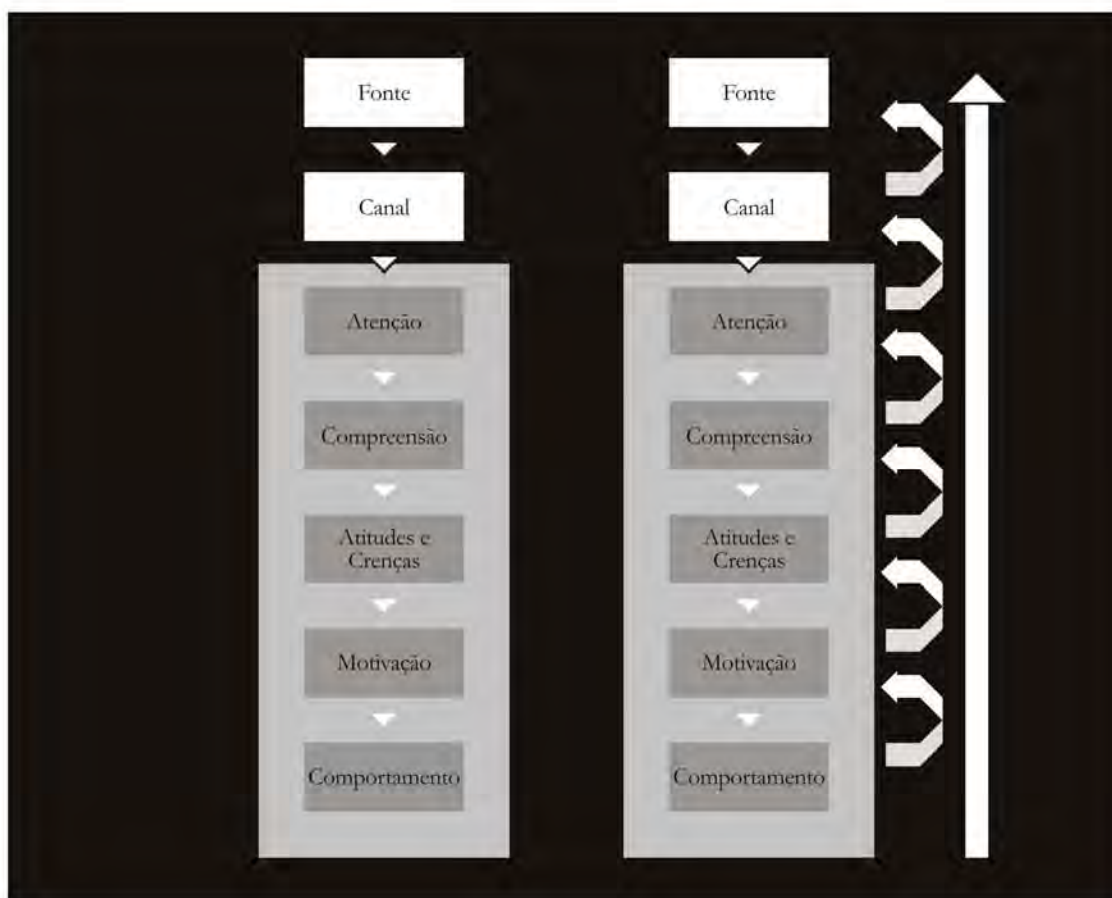 Fonte
Canal
Atenção
Compreensão
Atitudes e
Crenças
Motivação
Comportamento
Fonte
Canal
Atenção
Compreensão
Atitudes e
Crenças
Motivação
Comportamento